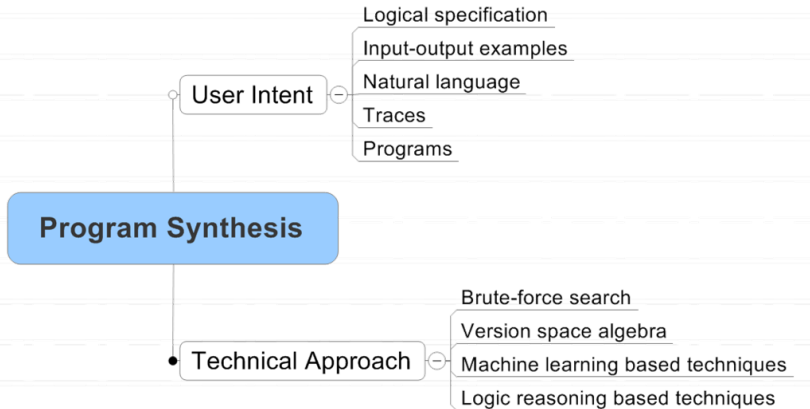 Logical specification
Input-output examples
Natural language
User Intent
Traces
Programs
Program Synthesis
Brute-force search
Version space algebra
Technical Approach
Machine learning based techniques
Logic reasoning based techniques